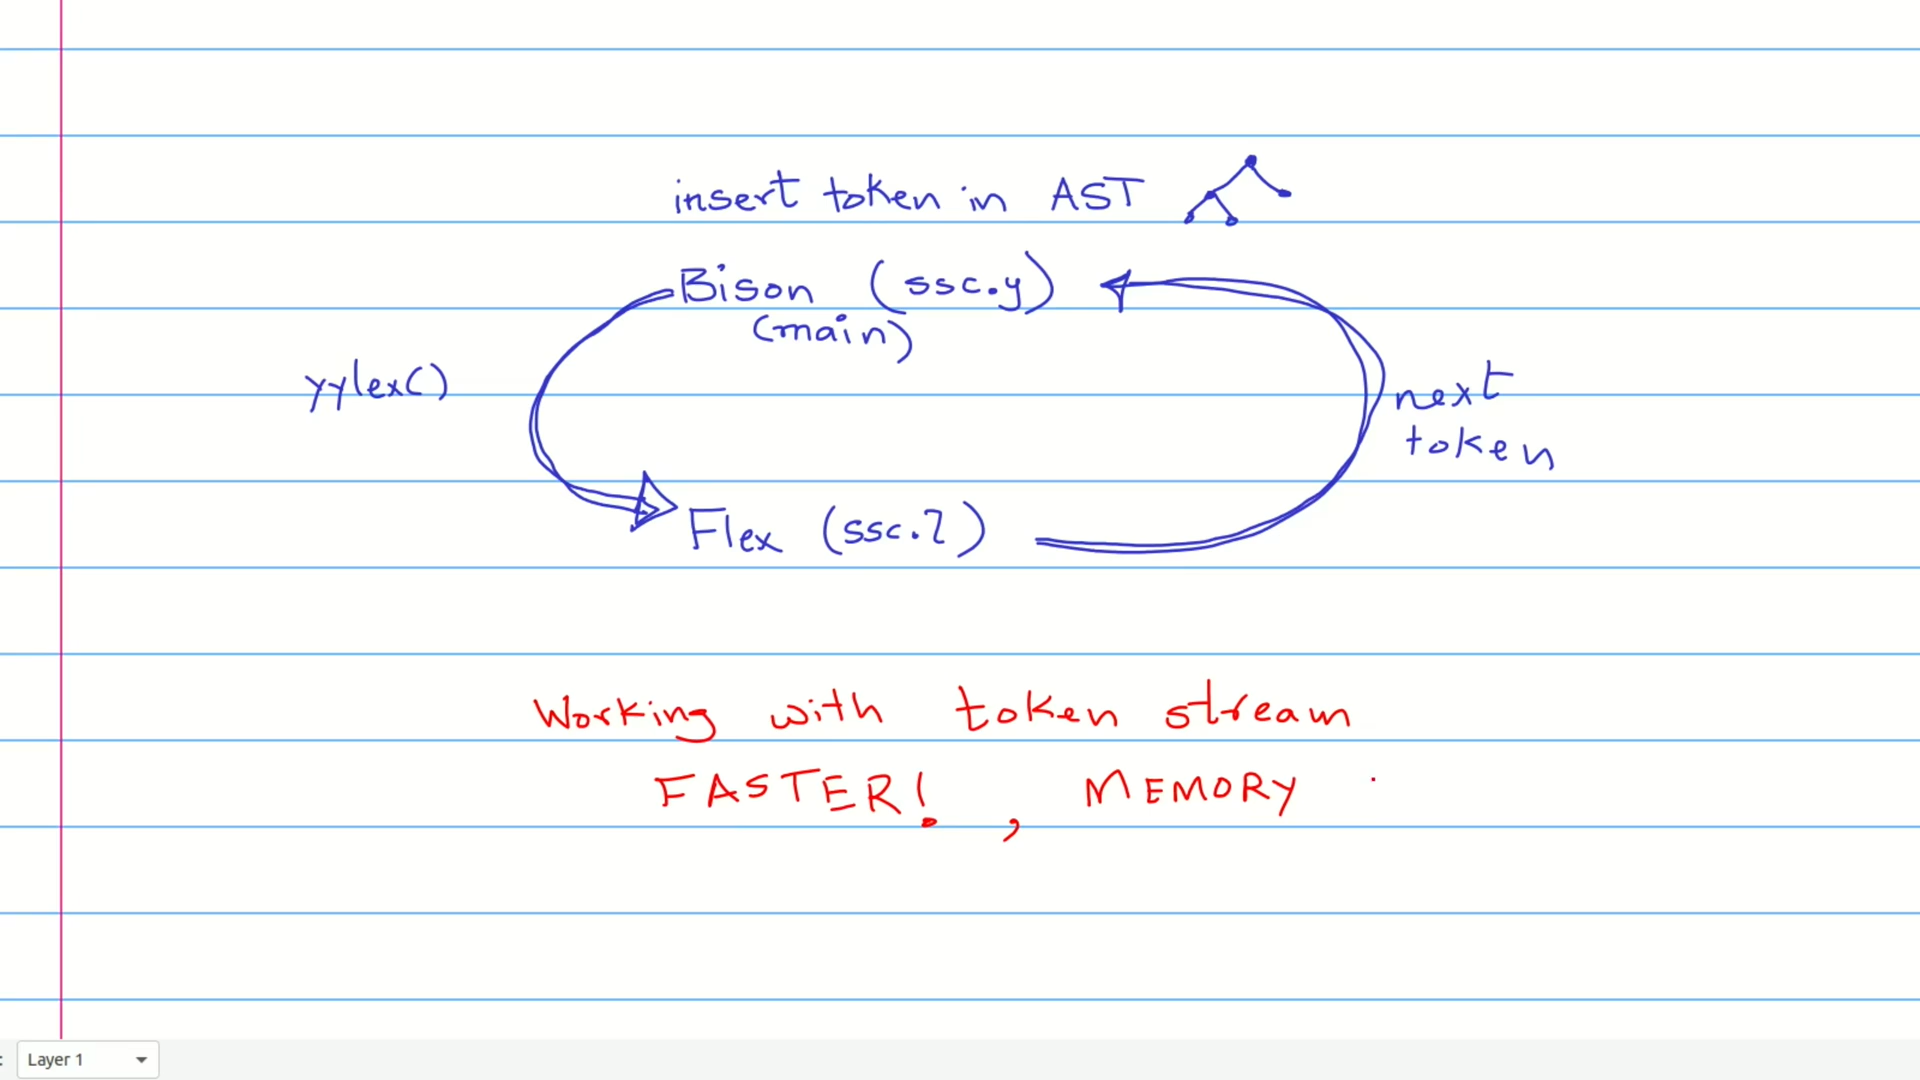 insert token in AST
Bison (ssc.y)
(main)
yylex()
next
token
Flex (ssc.l)
Working with token stream
FASTER! , MEMORY
: Layer 1